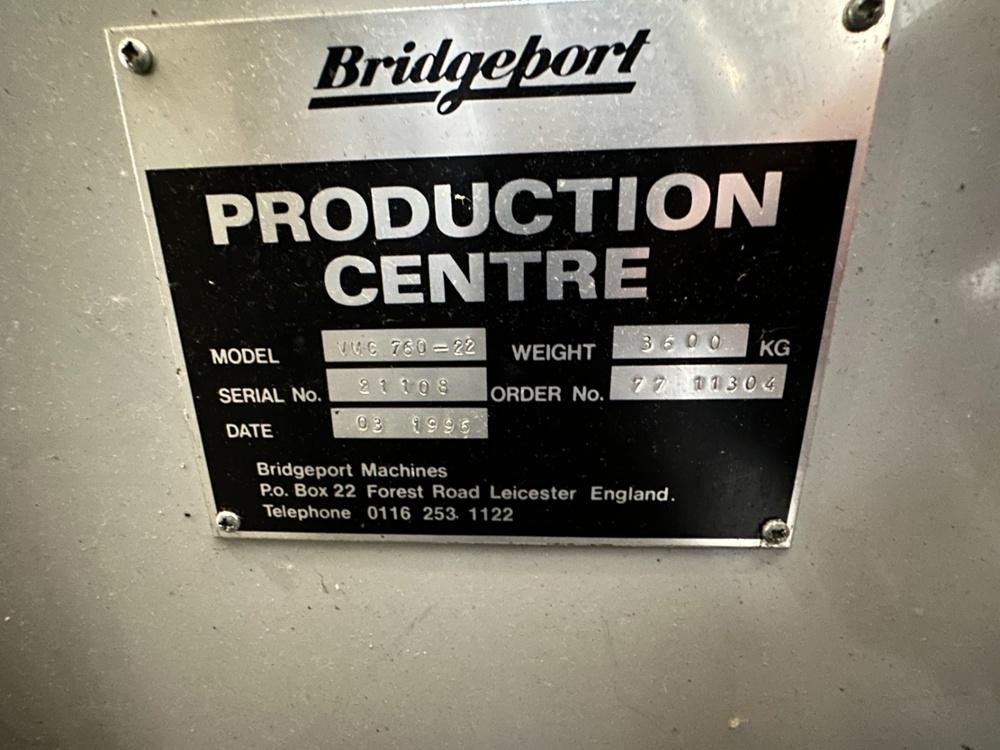 Bridgeport
PRODUCTION
CENTRE
MODEL VMC 760-22 WEIGHT 3600 KG
SERIAL No. 21108 ORDER No. 77 11304
DATE 03 1996
Bridgeport Machines
P.o. Box 22 Forest Road Leicester England.
Telephone 0116 253 1122